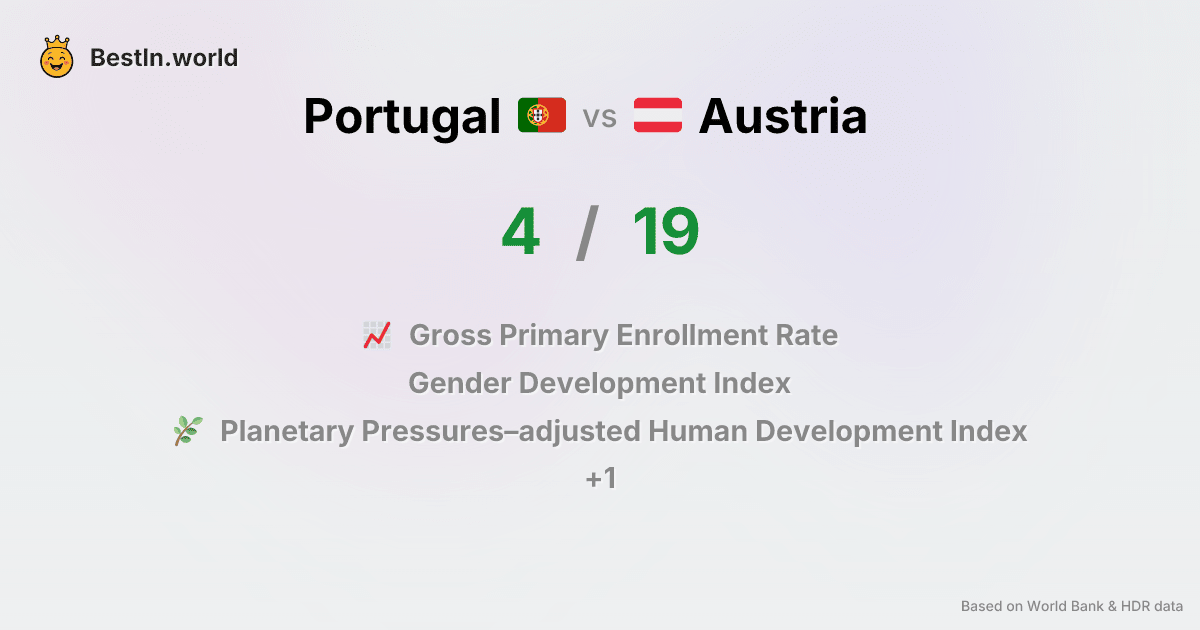 BestIn.world
Portugal vs Austria
4 / 19
Gross Primary Enrollment Rate
Gender Development Index
Planetary Pressures–adjusted Human Development Index
+1
Based on World Bank & HDR data